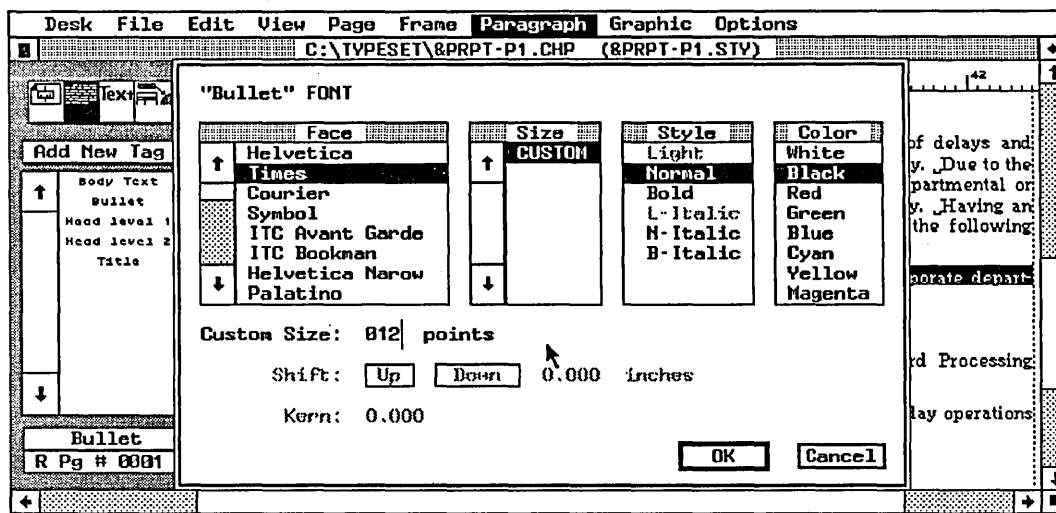 Desk File Edit View Page Frame Paragraph Graphic Options
C:\TYPESET\&PRPT-P1.CHP (&PRPT-P1.STY)
Text
Add New Tag
Body Text
Bullet
Head level 1
Head level 2
Title
Bullet
R Pg # 0001
"Bullet" FONT
Face
Helvetica
Times
Courier
Symbol
ITC Avant Garde
ITC Bookman
Helvetica Narow
Palatino
Size
CUSTOM
Style
Light
Normal
Bold
L-Italic
N-Italic
B-Italic
Color
White
Black
Red
Green
Blue
Cyan
Yellow
Magenta
Custom Size: 012 points
Shift: Up Down 0.000 inches
Kern: 0.000
OK Cancel
42
of delays and
y. Due to the
partmental or
y. Having an
the following
porate depart-
rd Processing
lay operations